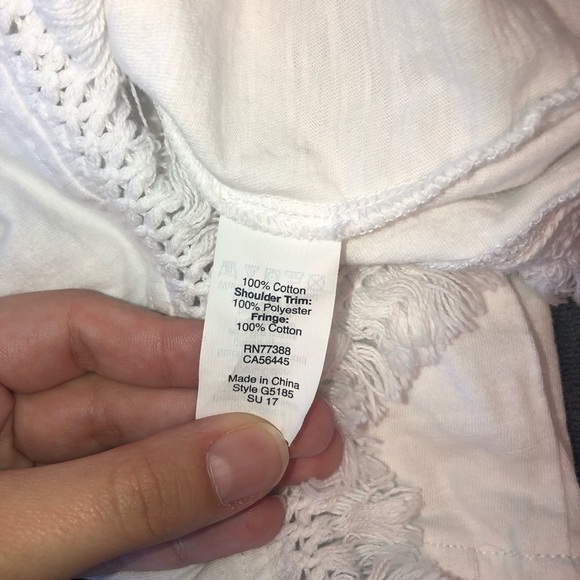 100% Cotton
Shoulder Trim:
100% Polyester
Fringe:
100% Cotton
RN77388
CA56445
Made in China
Style G5185
SU 17